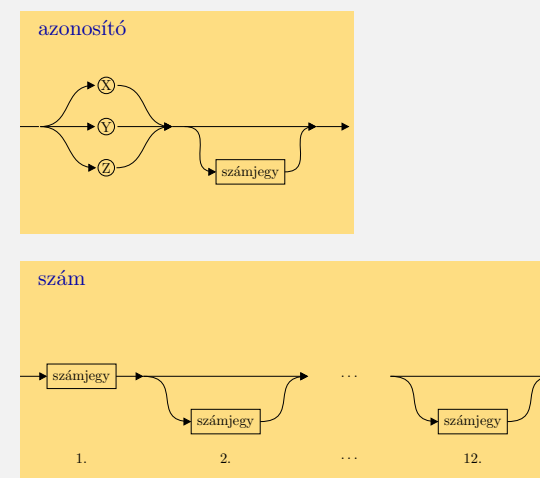 azonosító
X
Y
Z
számjegy
szám
számjegy
· · ·
számjegy
számjegy
1.
2.
· · ·
12.